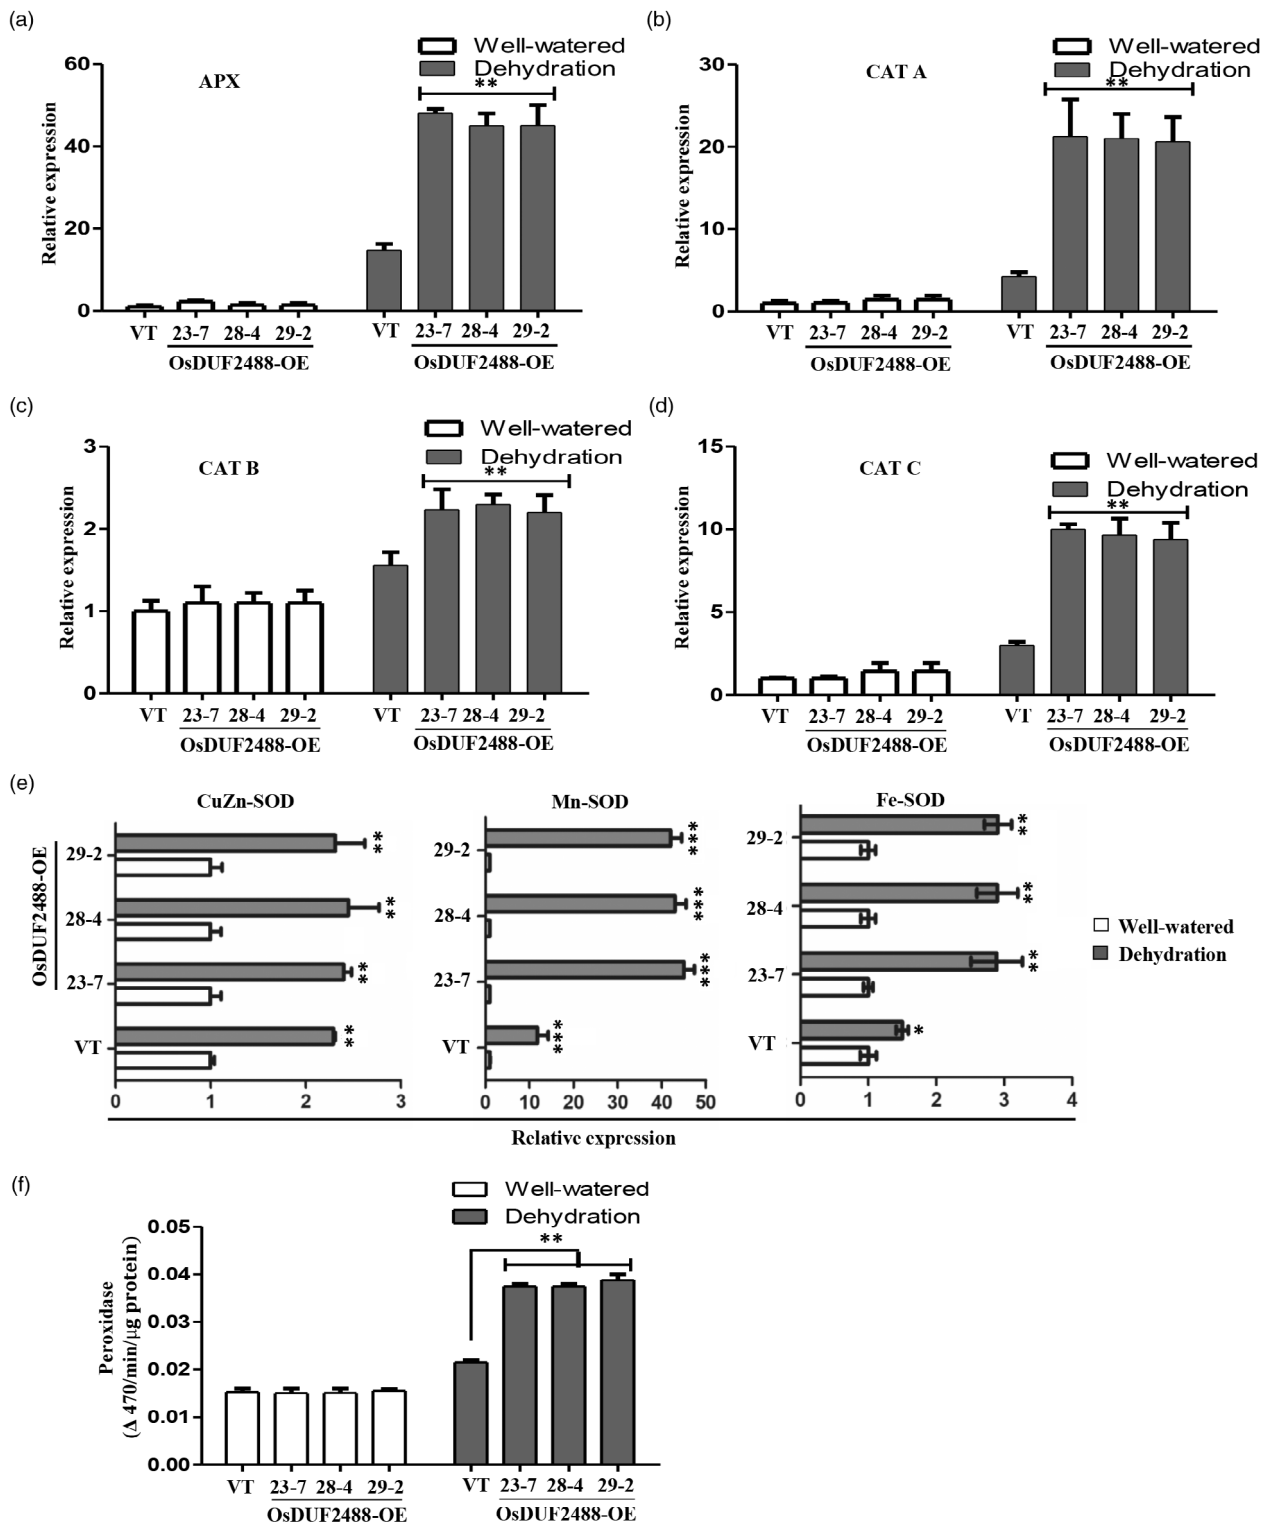 (a)
APX
Well-watered
Dehydration
**
Relative expression
60
40
20
0
VT 23-7 28-4 29-2 VT 23-7 28-4 29-2
OsDUF2488-OE OsDUF2488-OE
(b)
CAT A
Well-watered
Dehydration
**
Relative expression
30
20
10
0
VT 23-7 28-4 29-2 VT 23-7 28-4 29-2
OsDUF2488-OE OsDUF2488-OE
(c)
CAT B
Well-watered
Dehydration
**
Relative expression
3
2
1
0
VT 23-7 28-4 29-2 VT 23-7 28-4 29-2
OsDUF2488-OE OsDUF2488-OE
(d)
CAT C
Well-watered
Dehydration
**
Relative expression
15
10
5
0
VT 23-7 28-4 29-2 VT 23-7 28-4 29-2
OsDUF2488-OE OsDUF2488-OE
(e)
CuZn-SOD
OsDUF2488-OE
29-2 **
28-4 **
23-7 **
VT **
0 1 2 3
Mn-SOD
29-2 ***
28-4 ***
23-7 ***
VT ***
0 10 20 30 40 50
Fe-SOD
29-2 **
28-4 **
23-7 **
VT *
0 1 2 3 4
Well-watered
Dehydration
Relative expression
(f)
Well-watered
Dehydration
**
Peroxidase
(Δ 470/min/µg protein)
0.05
0.04
0.03
0.02
0.01
0.00
VT 23-7 28-4 29-2 VT 23-7 28-4 29-2
OsDUF2488-OE OsDUF2488-OE